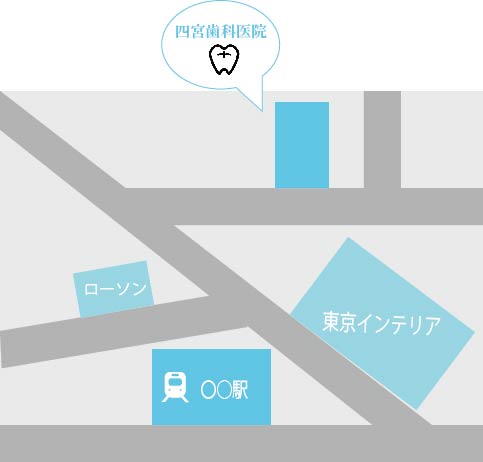 四宮歯科医院
ローソン
東京インテリア
〇〇駅